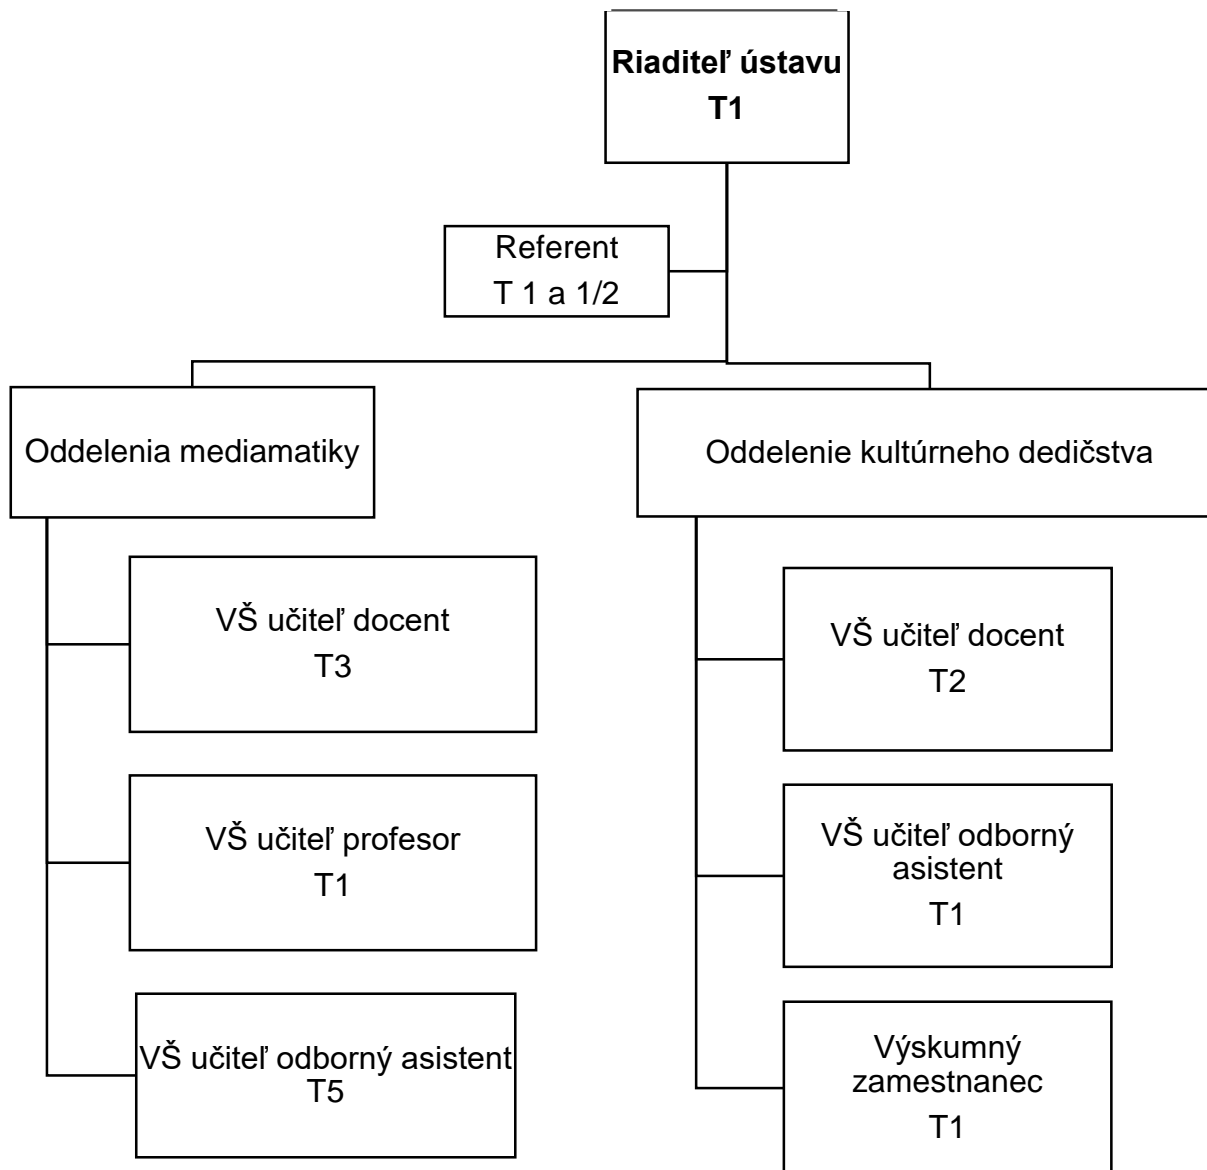 Riaditeľ ústavu
T1
Referent
T 1 a 1/2
Oddelenia mediamatiky
Oddelenie kultúrneho dedičstva
VŠ učiteľ docent
T3
VŠ učiteľ profesor
T1
VŠ učiteľ odborný asistent
T5
VŠ učiteľ docent
T2
VŠ učiteľ odborný
asistent
T1
Výskumný
zamestnanec
T1